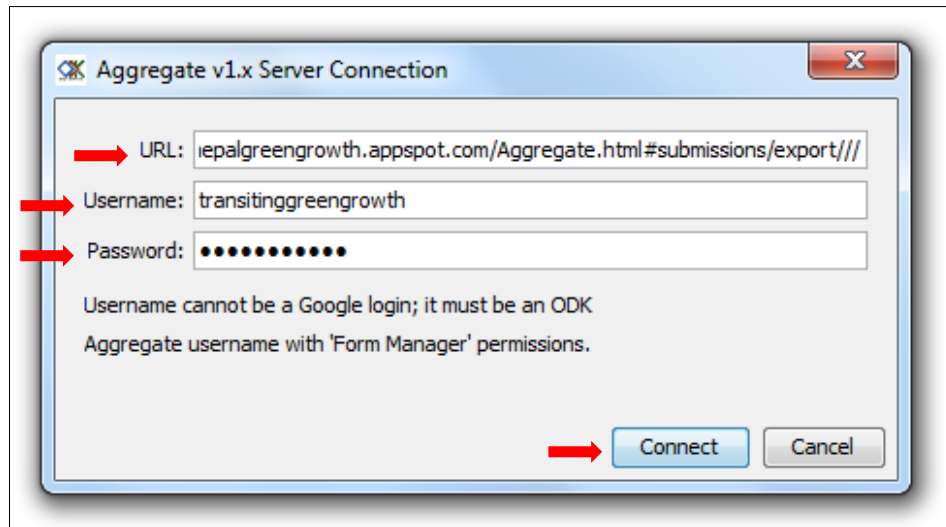 Aggregate v1.x Server Connection
URL: epalgreengrowth.appspot.com/Aggregate.html#submissions/export///
Username: transitinggreengrowth
Password: ●●●●●●●●●●●
Username cannot be a Google login; it must be an ODK
Aggregate username with 'Form Manager' permissions.
Connect Cancel